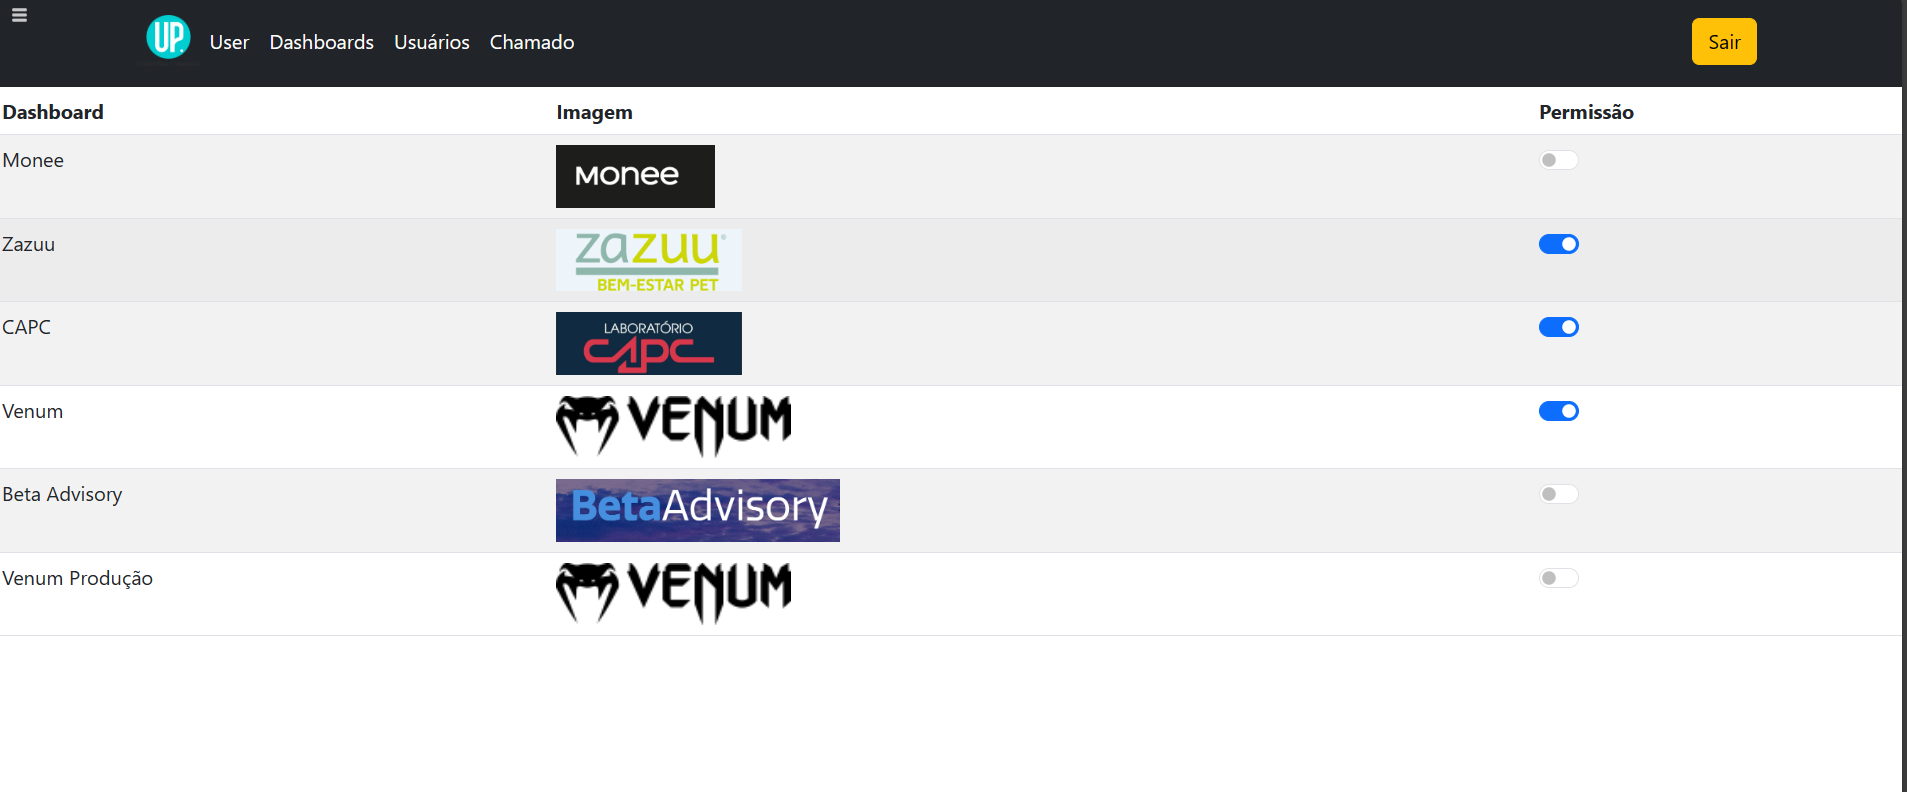 UP.
User Dashboards Usuários Chamado Sair
Dashboard Imagem Permissão
Monee monee
Zazuu zazuu®
BEM-ESTAR PET
CAPC LABORATÓRIO
CAPC
Venum VENUM
Beta Advisory BetaAdvisory
Venum Produção VENUM